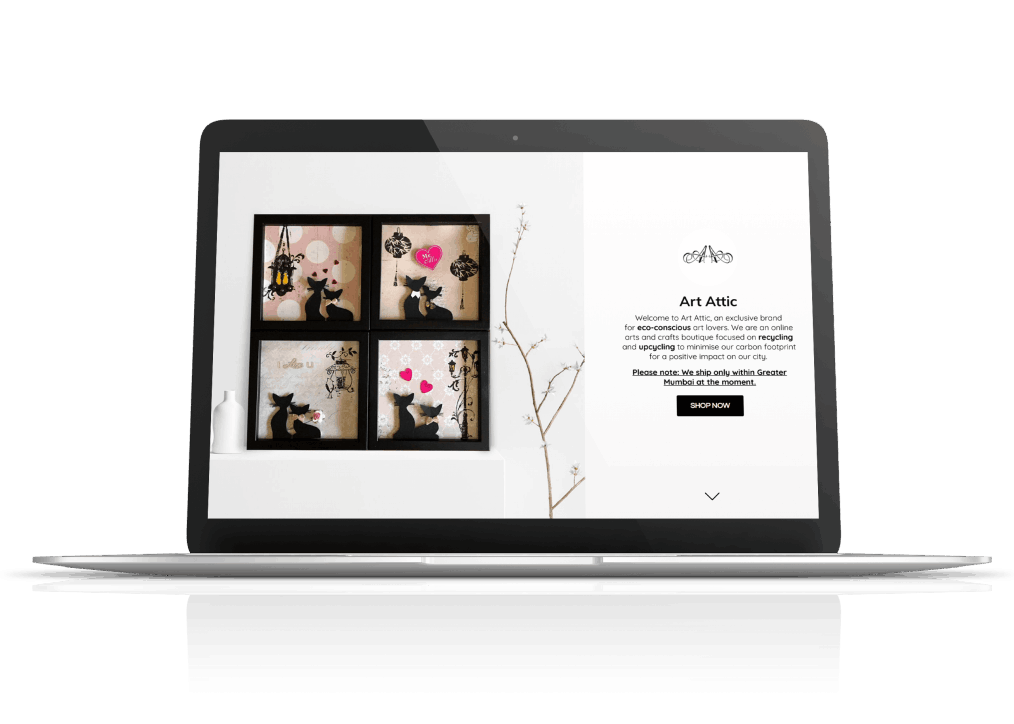 Art Attic
Welcome to Art Attic, an exclusive brand
for eco-conscious art lovers. We are an online
arts and crafts boutique focused on recycling
and upcycling to minimise our carbon footprint
for a positive impact on our city.
Please note: We ship only within Greater
Mumbai at the moment.
SHOP NOW